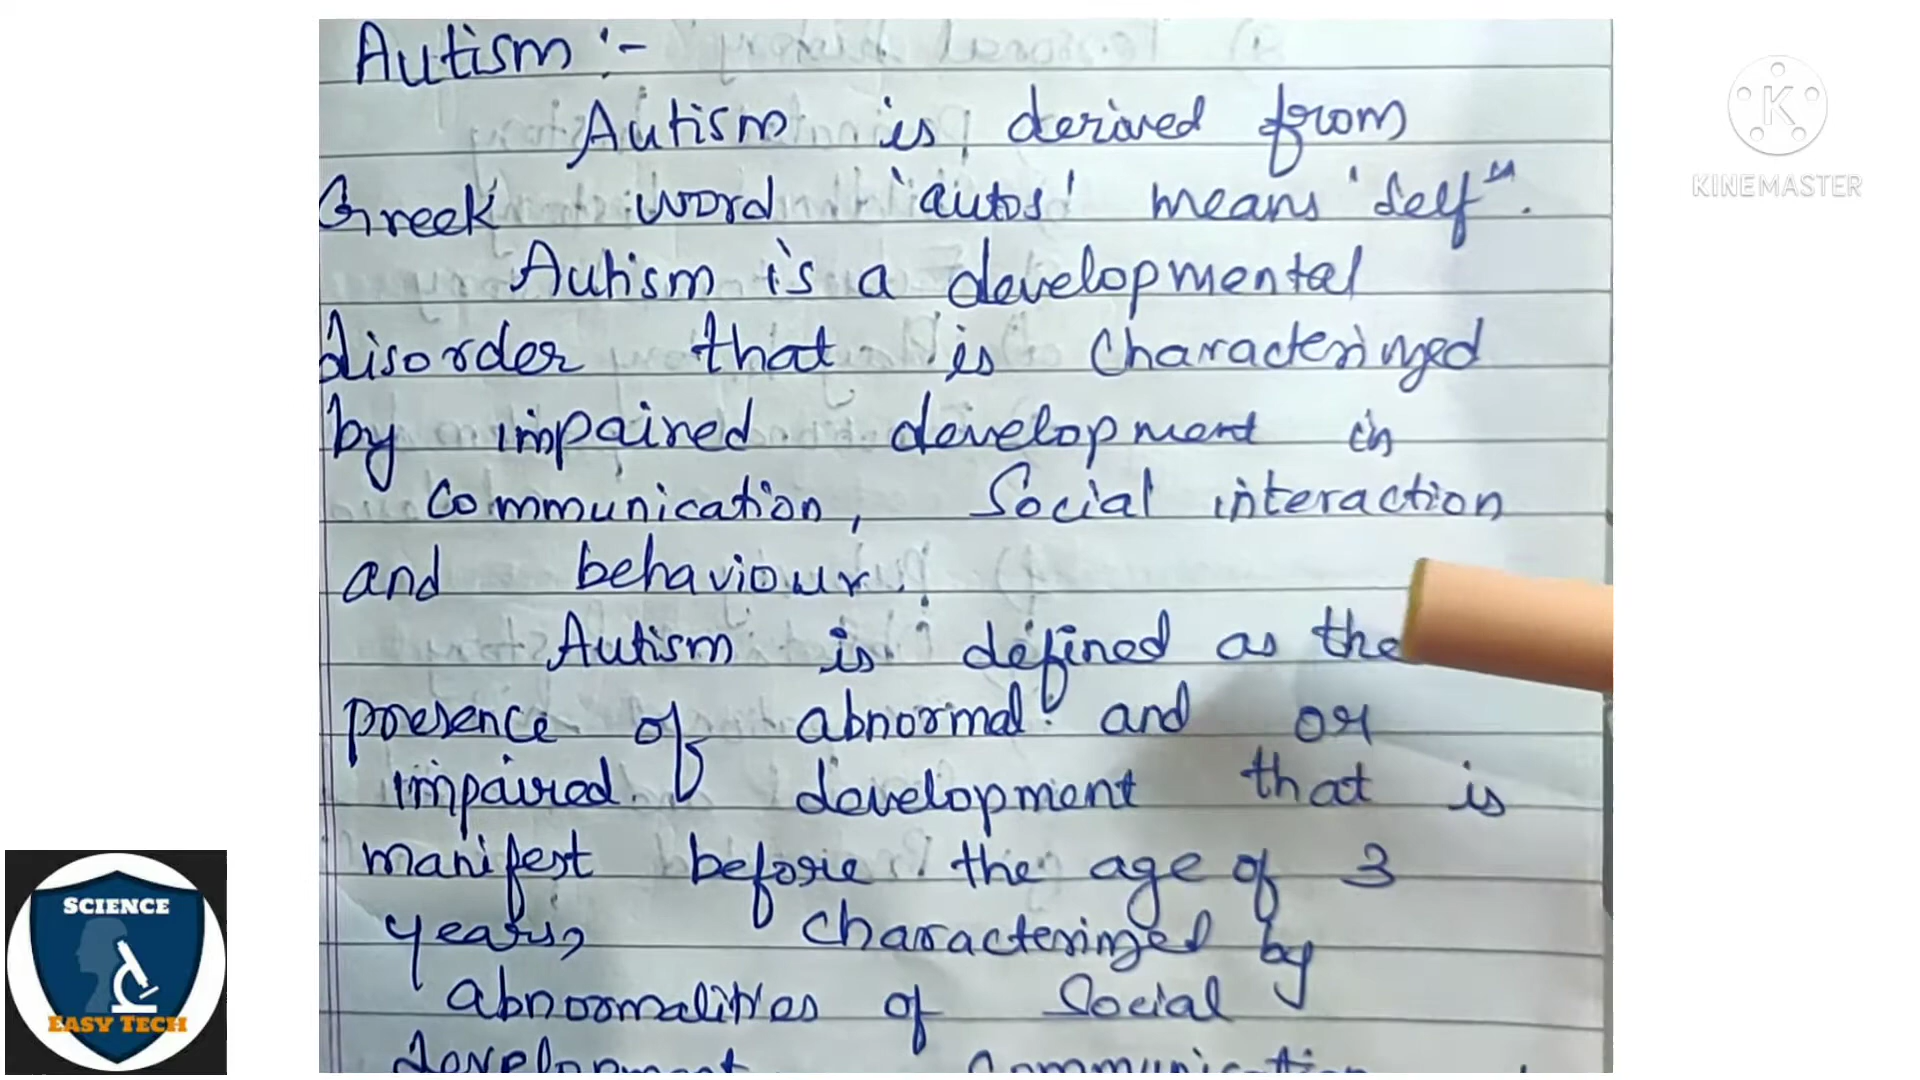 Autism :-
Autism is derived from
Greek word 'autos' means 'Self".
Autism is a developmental
disorder that is characterized
by impaired development in
communication, Social interaction
and behaviour.
Autism is defined as the
presence of abnormal and or
impaired development that is
manifest before the age of 3
years, characterized by
abnormalities of Social
development communication
KINEMASTER
SCIENCE
EASY TECH